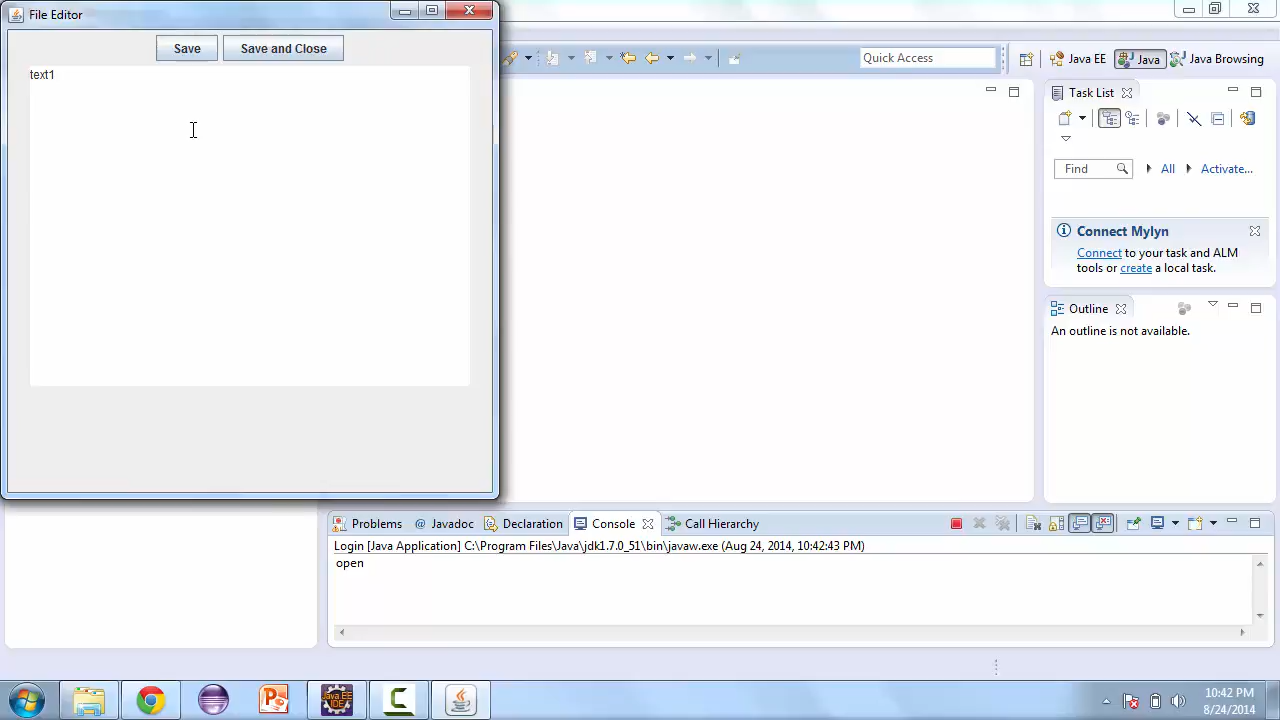 File Editor
Save
Save and Close
text1
Quick Access
Java EE
Java
Java Browsing
Task List
Find
All
Activate...
Connect Mylyn
Connect to your task and ALM
tools or create a local task.
Outline
An outline is not available.
Problems
@ Javadoc
Declaration
Console
Call Hierarchy
Login [Java Application] C:\Program Files\Java\jdk1.7.0_51\bin\javaw.exe (Aug 24, 2014, 10:42:43 PM)
open
Java EE
IDE
10:42 PM
8/24/2014